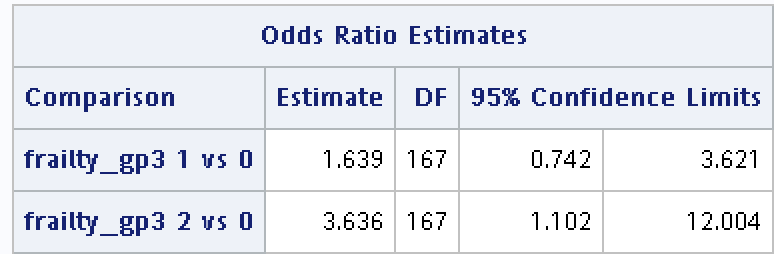 Odds Ratio Estimates
Comparison Estimate DF 95% Confidence Limits
frailty_gp3 1 vs 0 1.639 167 0.742 3.621
frailty_gp3 2 vs 0 3.636 167 1.102 12.004